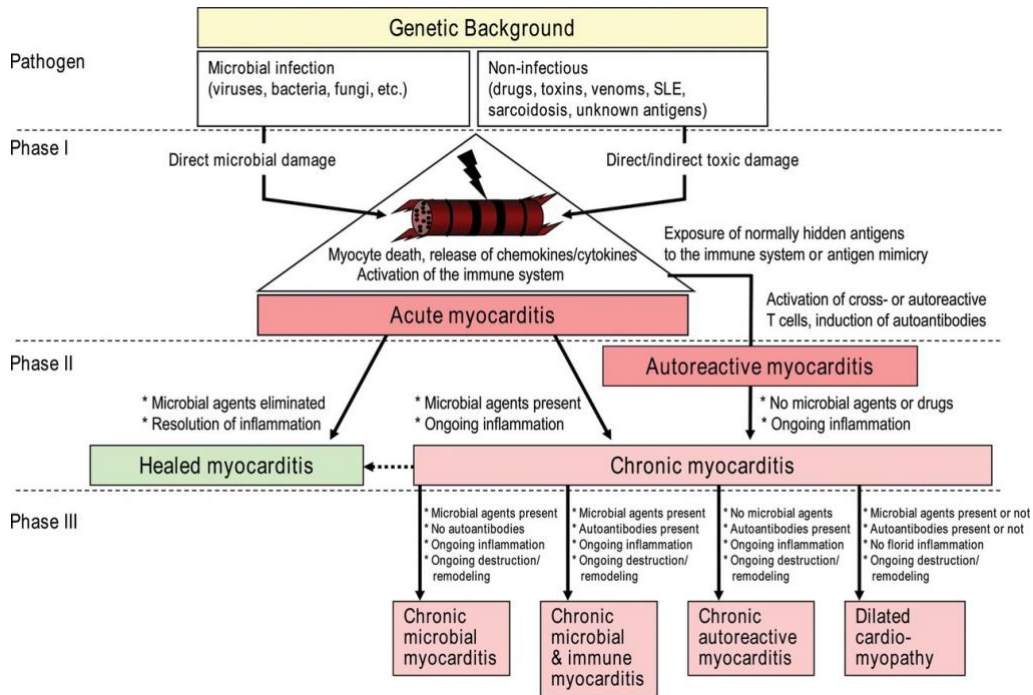 Genetic Background
Pathogen
Microbial infection
(viruses, bacteria, fungi, etc.)
Non-infectious
(drugs, toxins, venoms, SLE,
sarcoidosis, unknown antigens)
Phase I
Direct microbial damage
Direct/indirect toxic damage
Myocyte death, release of chemokines/cytokines
Activation of the immune system
Exposure of normally hidden antigens
to the immune system or antigen mimicry
Acute myocarditis
Activation of cross- or autoreactive
T cells, induction of autoantibodies
Phase II
Autoreactive myocarditis
* Microbial agents eliminated
* Resolution of inflammation
* Microbial agents present
* Ongoing inflammation
* No microbial agents or drugs
* Ongoing inflammation
Healed myocarditis
Chronic myocarditis
Phase III
* Microbial agents present
* No autoantibodies
* Ongoing inflammation
* Ongoing destruction/
remodeling
* Microbial agents present
* Autoantibodies present
* Ongoing inflammation
* Ongoing destruction/
remodeling
* No microbial agents
* Autoantibodies present
* Ongoing inflammation
* Ongoing destruction/
remodeling
* Microbial agents present or not
* Autoantibodies present or not
* No florid inflammation
* Ongoing destruction/
remodeling
Chronic
microbial
myocarditis
Chronic
microbial
& immune
myocarditis
Chronic
autoreactive
myocarditis
Dilated
cardio-
myopathy